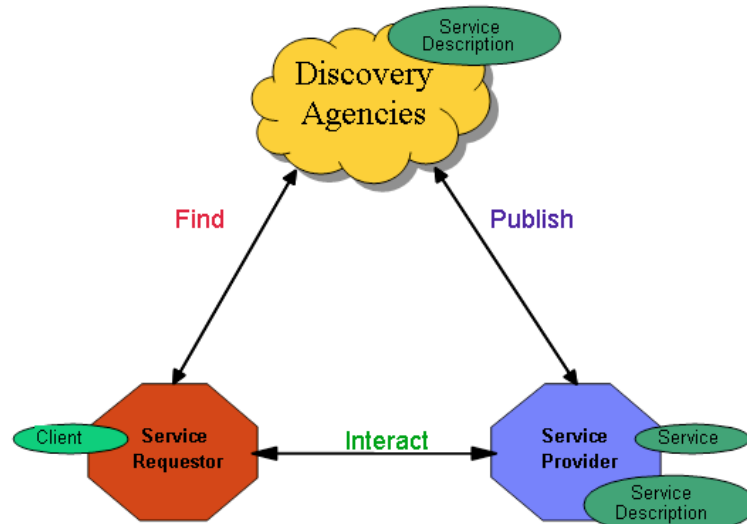 Service
Description
Discovery
Agencies
Find
Publish
Client
Service
Requestor
Interact
Service
Provider
Service
Service
Description